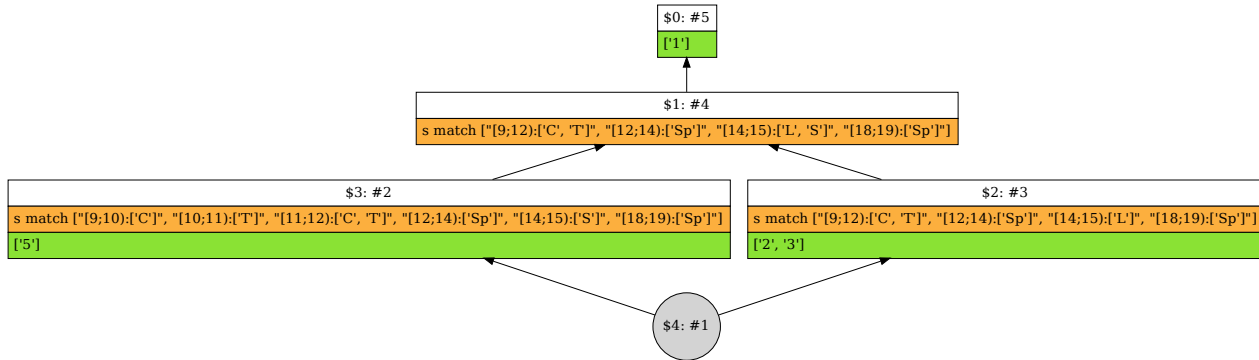 $0: #5
['1']
$1: #4
s match ["[9;12):['C', 'T']", "[12;14):['Sp']", "[14;15):['L', 'S']", "[18;19):['Sp']"]
$3: #2
s match ["[9;10):['C']", "[10;11):['T']", "[11;12):['C', 'T']", "[12;14):['Sp']", "[14;15):['S']", "[18;19):['Sp']"]
['5']
$2: #3
s match ["[9;12):['C', 'T']", "[12;14):['Sp']", "[14;15):['L']", "[18;19):['Sp']"]
['2', '3']
$4: #1